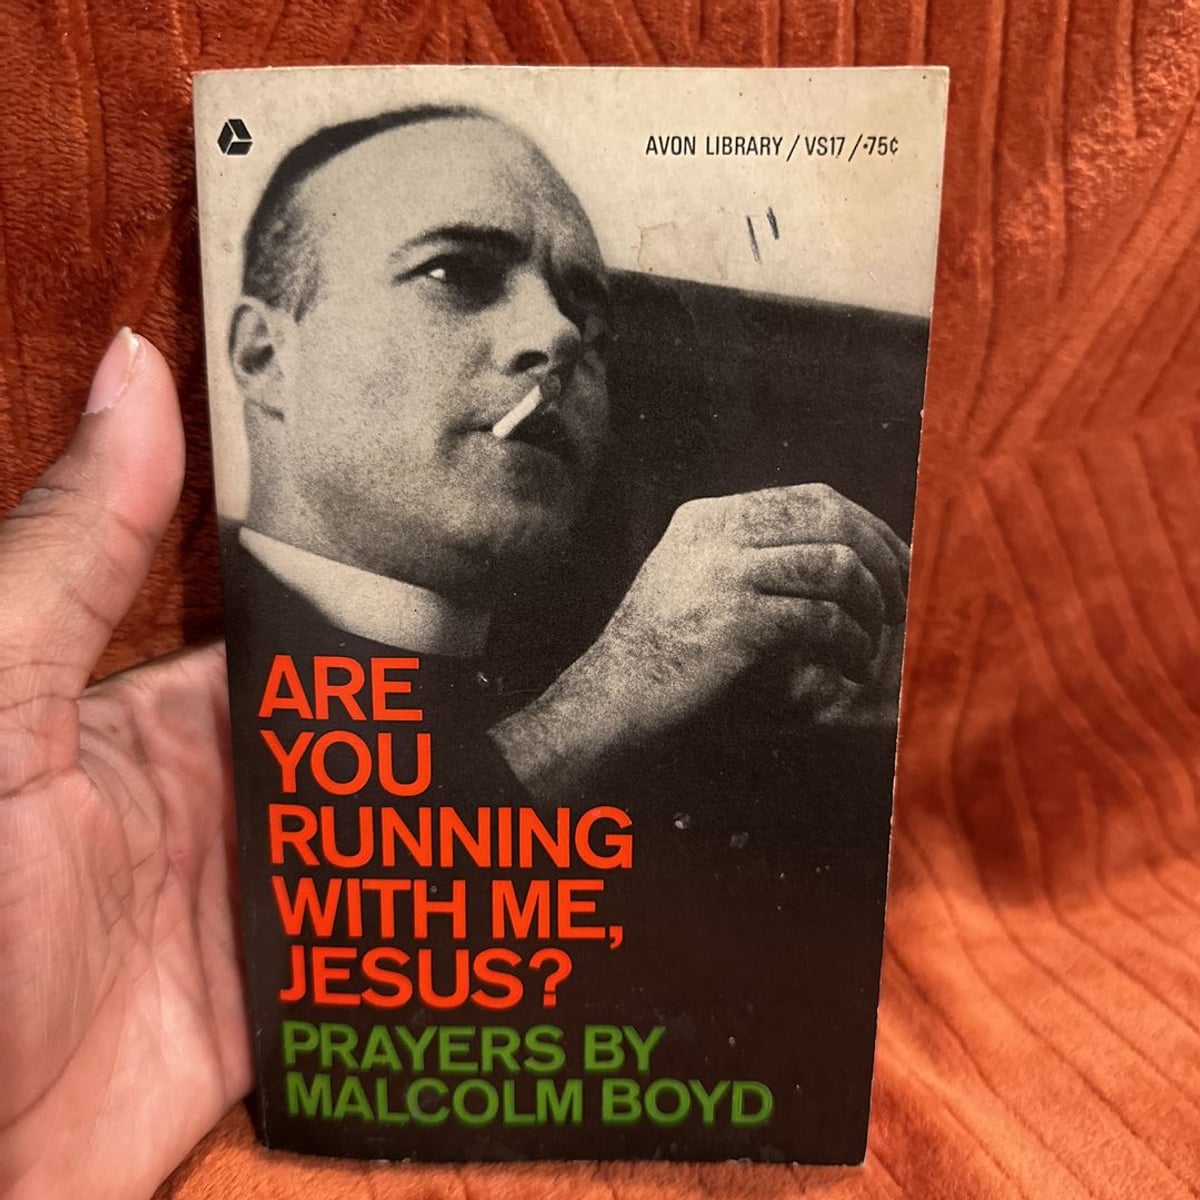 AVON LIBRARY / VS17 / ·75¢
ARE
YOU
RUNNING
WITH ME,
JESUS?
PRAYERS BY
MALCOLM BOYD